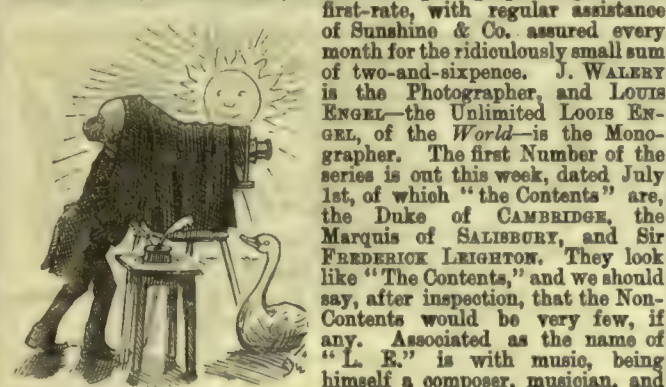 first-rate, with regular assistance
of Sunshine & Co. assured every
month for the ridiculously small sum
of two-and-sixpence. J. WALERY
is the Photographer, and LOUIS
ENGEL—the Unlimited LOOIS EN-
GEL, of the World—is the Mono-
grapher. The first Number of the
series is out this week, dated July
1st, of which "the Contents" are,
the Duke of CAMBRIDGE, the
Marquis of SALISBURY, and Sir
FREDERICK LEIGHTON. They look
like "The Contents," and we should
say, after inspection, that the Non-
Contents would be very few, if
any. Associated as the name of
"L. E." is with music, being
himself a composer, musician, and